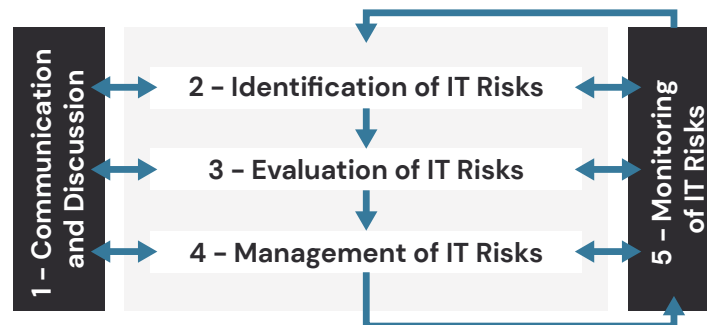 1 – Communication
and Discussion
2 – Identification of IT Risks
3 – Evaluation of IT Risks
4 – Management of IT Risks
5 – Monitoring
of IT Risks